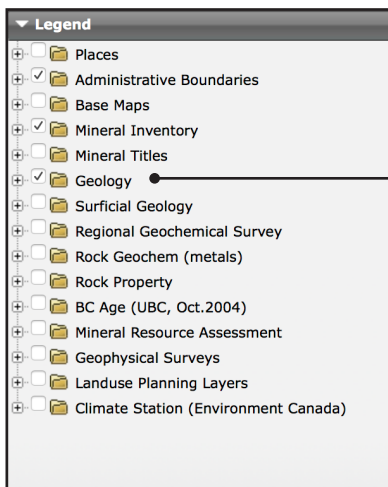 Legend
Places
Administrative Boundaries
Base Maps
Mineral Inventory
Mineral Titles
Geology
Surficial Geology
Regional Geochemical Survey
Rock Geochem (metals)
Rock Property
BC Age (UBC, Oct.2004)
Mineral Resource Assessment
Geophysical Surveys
Landuse Planning Layers
Climate Station (Environment Canada)